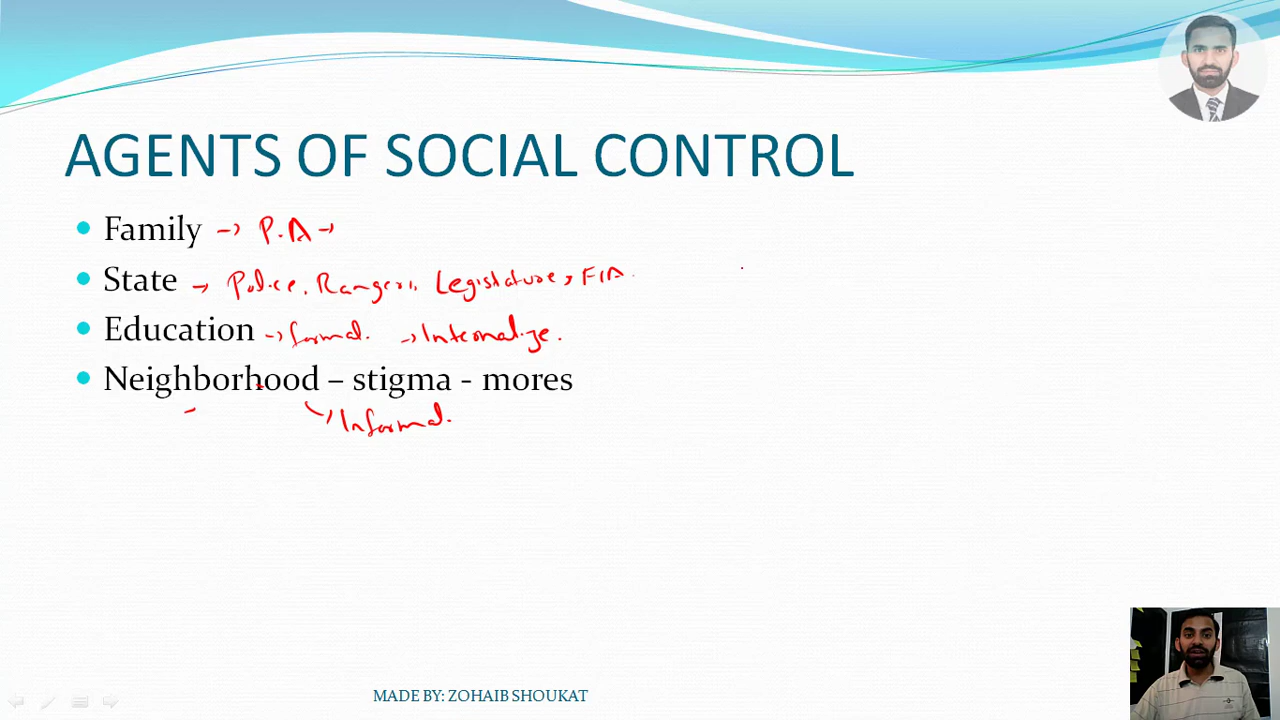 AGENTS OF SOCIAL CONTROL
Family -> P.A ->
State -> Police, Rangers, Legislature, FIA.
Education -> formal. -> Internalize.
Neighborhood – stigma - mores
-> Informal.
MADE BY: ZOHAIB SHOUKAT